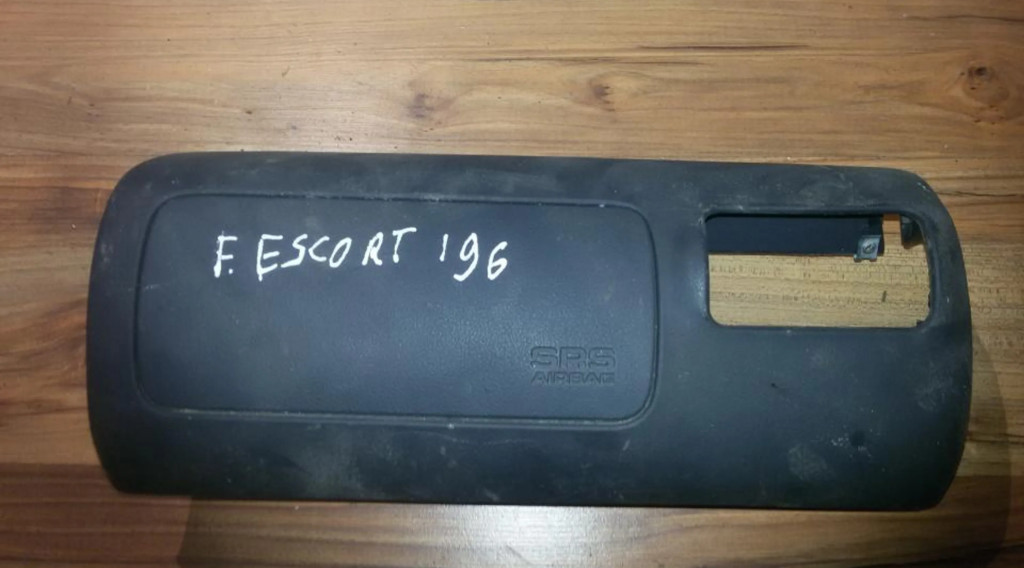 F. ESCORT '96
SRS
AIRBAG